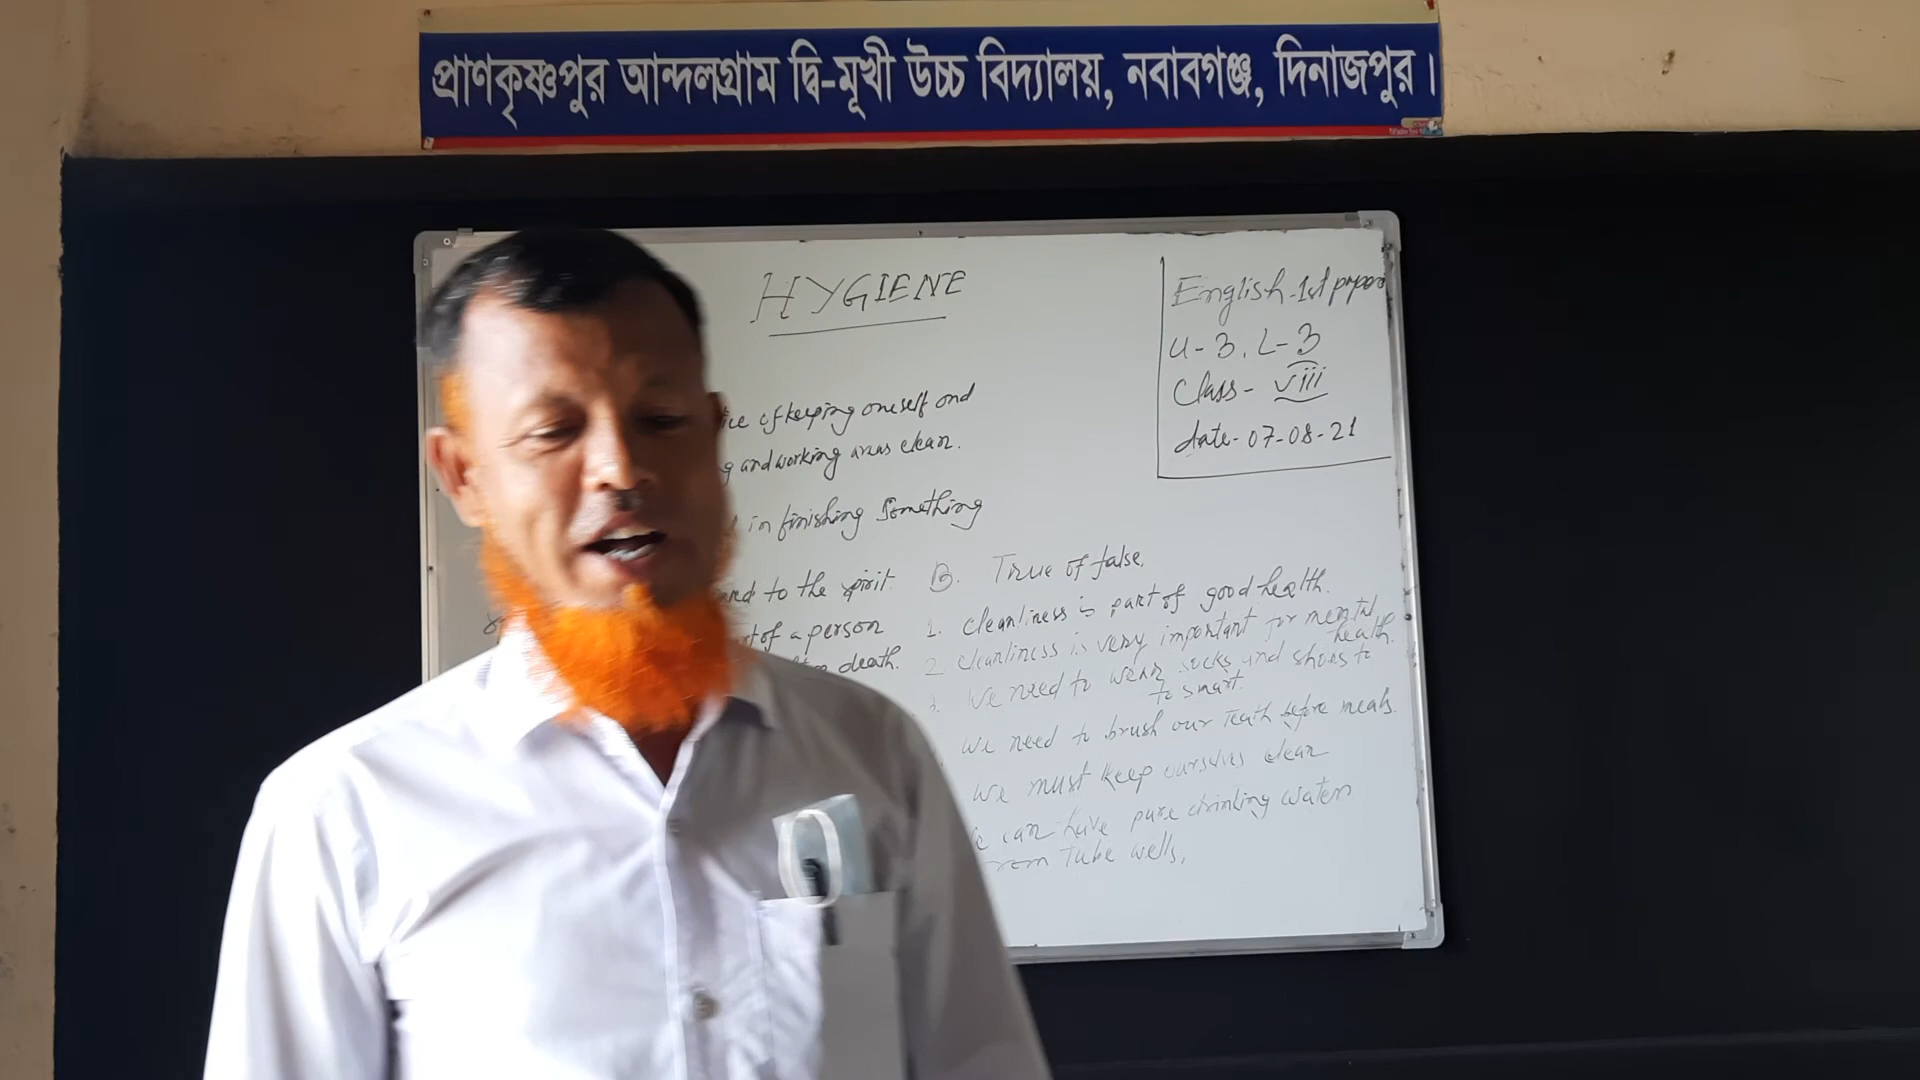 প্রাণকৃষ্ণপুর আন্দলগ্রাম দ্বি-মূখী উচ্চ বিদ্যালয়, নবাবগঞ্জ, দিনাজপুর।
HYGIENE
English-1st paper
U-3, L-3
Class- viii
date-07-08-21
of keeping oneself and
and working areas clean.
in finishing something
to the spirit
of a person
death.
B. True of false.
1. cleanliness is part of good health.
2. cleanliness is very important for mental
health.
3. We need to wear socks and shoes to
to smart.
We need to brush our teath before meals.
We must keep ourselves clean
can have pure drinking water
from tube wells.